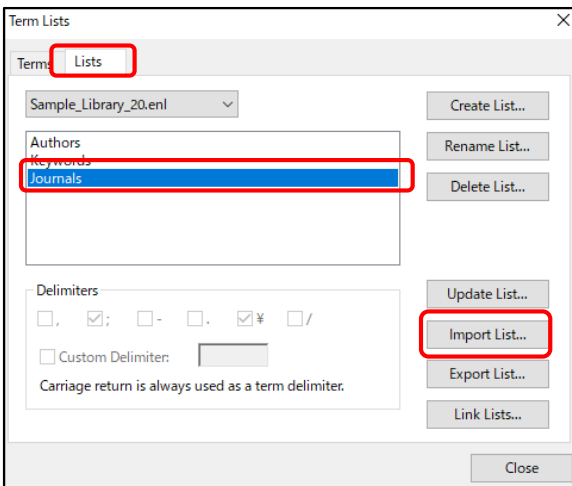 Term Lists
Terms Lists
Sample_Library_20.enl
Create List...
Authors
Keywords
Journals
Rename List...
Delete List...
Delimiters
, ; - . ¥ /
Custom Delimiter:
Carriage return is always used as a term delimiter.
Update List...
Import List...
Export List...
Link Lists...
Close